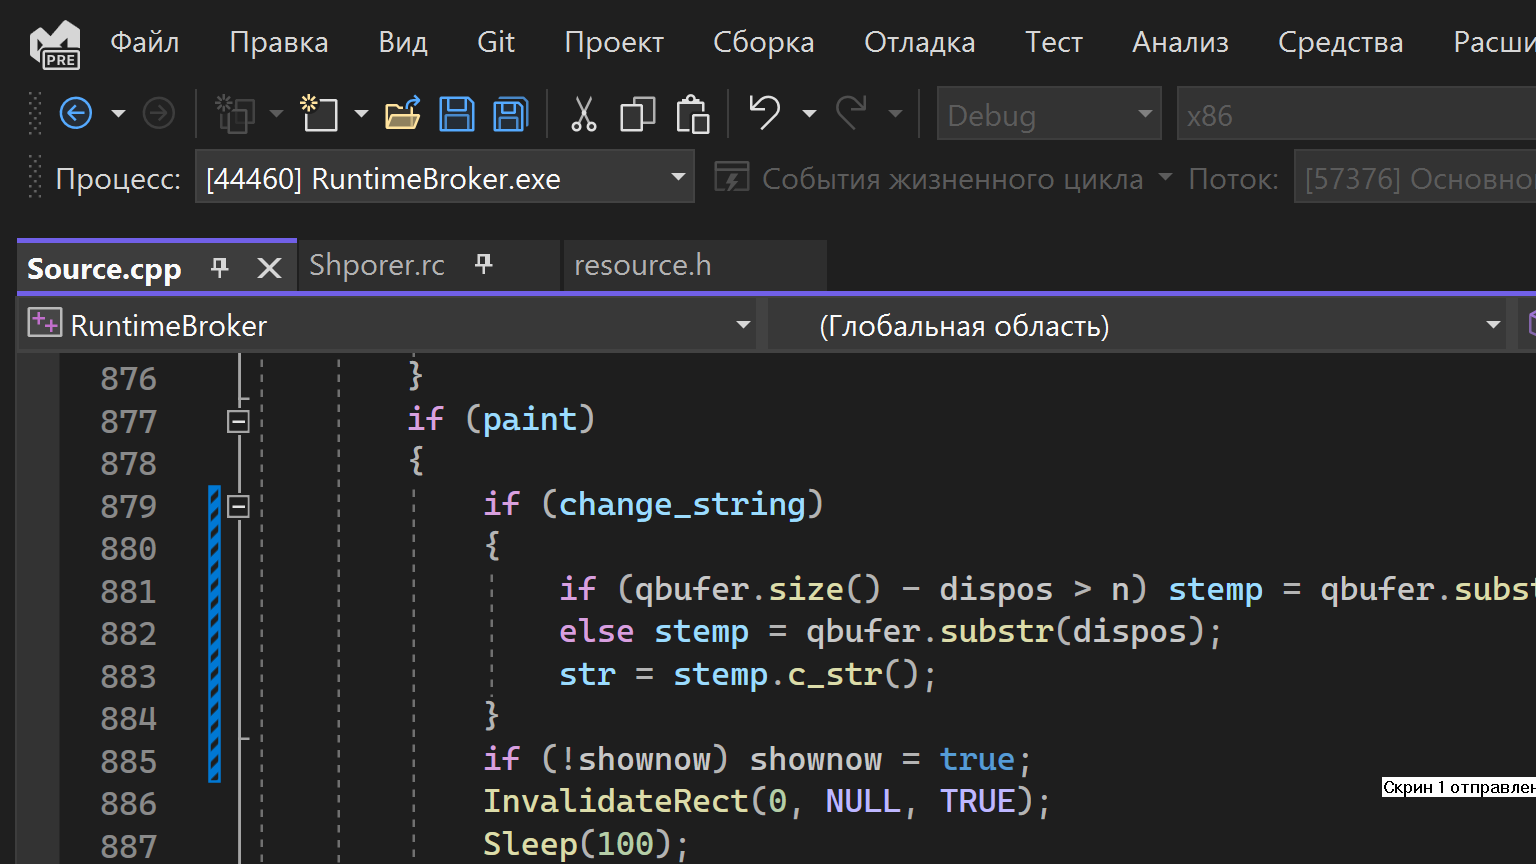 PRE
Файл Правка Вид Git Проект Сборка Отладка Тест Анализ Средства
Debug x86
Процесс: [44460] RuntimeBroker.exe События жизненного цикла Поток: [57376]
Source.cpp Shporer.rc resource.h
RuntimeBroker (Глобальная область)
876 }
877 if (paint)
878 {
879 if (change_string)
880 {
881 if (qbufer.size() - dispos > n) stemp = qbufer.subst
882 else stemp = qbufer.substr(dispos);
883 str = stemp.c_str();
884 }
885 if (!shownow) shownow = true;
Скрин 1 отправлен
886 InvalidateRect(0, NULL, TRUE);
887 Sleep(100);